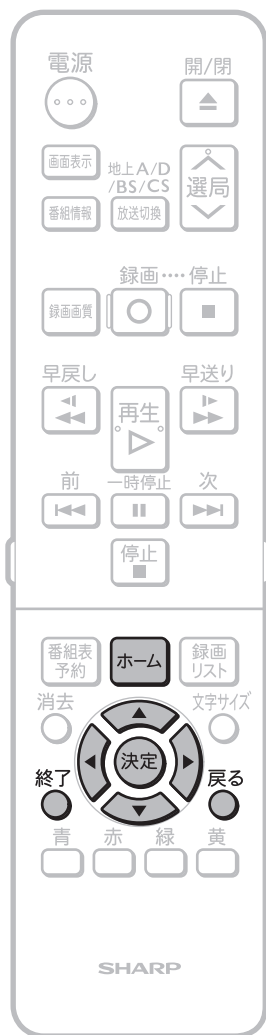 電源
開/閉
画面表示
地上A/D
/BS/CS
選局
番組情報
放送切換
録画‥‥停止
録画画質
早戻し
早送り
再生
前
一時停止
次
停止
番組表
予約
ホーム
録画
リスト
消去
文字サイズ
決定
終了
戻る
青
赤
緑
黄
SHARP